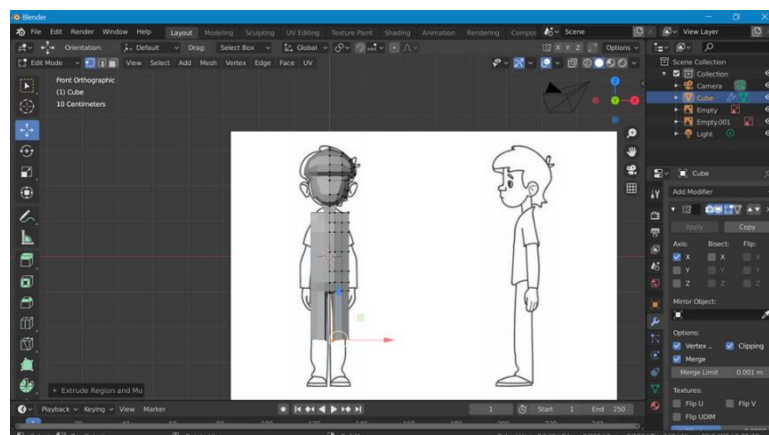 Blender
File Edit Render Window Help Layout Modeling Sculpting UV Editing Texture Paint Shading Animation Rendering Compos Scene View Layer
Orientation: Default Drag: Select Box Global X Y Z Options
Edit Mode View Select Add Mesh Vertex Edge Face UV
Front Orthographic
(1) Cube
10 Centimeters
Scene Collection
Collection
Camera
Cube
Empty
Empty.001
Light
Cube
Add Modifier
Apply Copy
Axis: Bisect: Flip:
X X X
Y Y Y
Z Z Z
Mirror Object:
Options:
Vertex ... Clipping
Merge
Merge Limit 0.001 m
Textures:
Flip U Flip V
Flip UDIM
Extrude Region and Mo
Playback Keying View Marker 1 Start 1 End 250